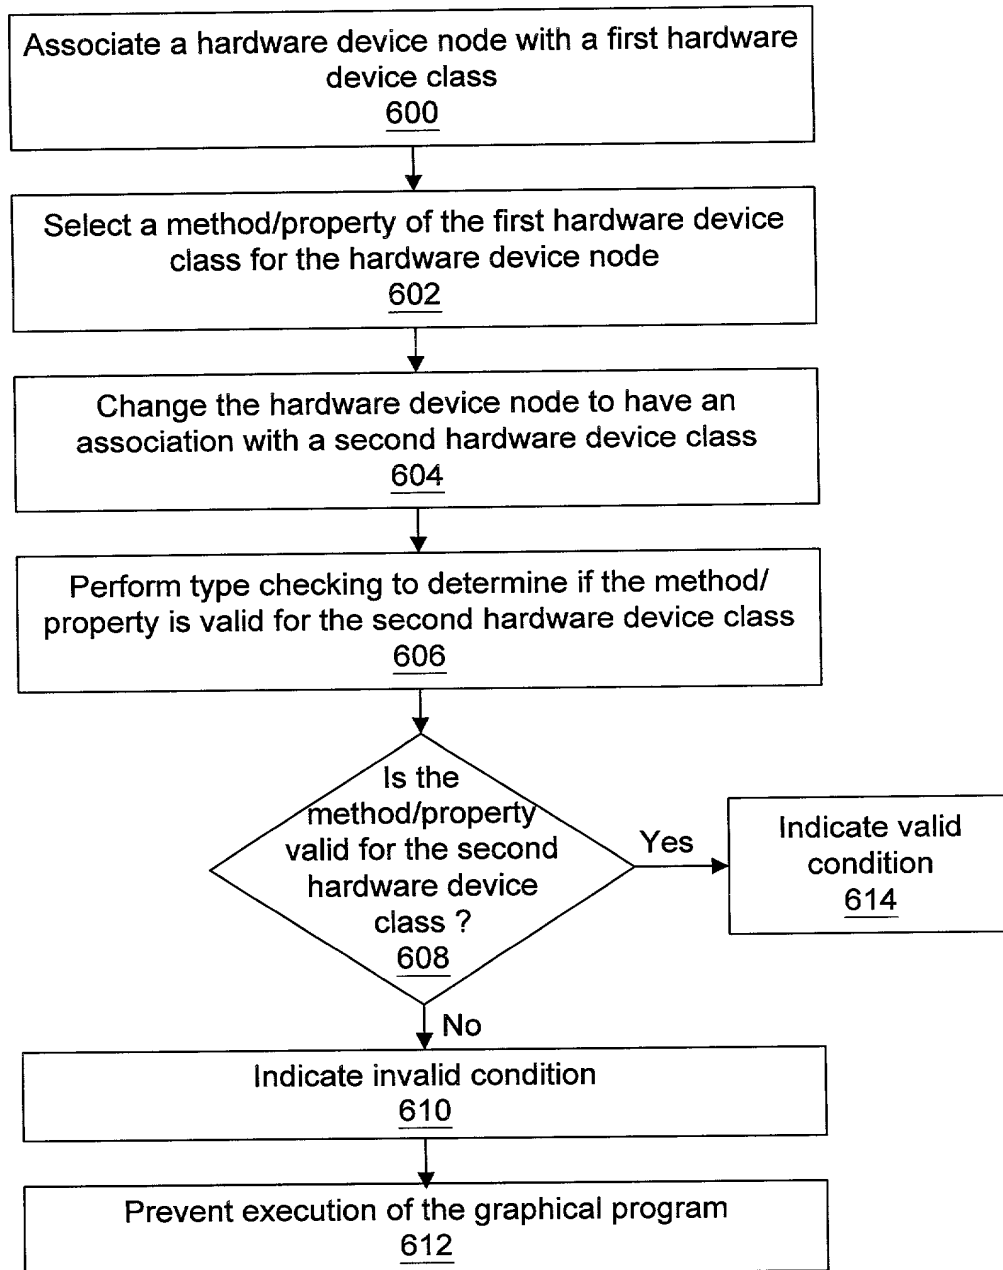 Associate a hardware device node with a first hardware
device class
600
Select a method/property of the first hardware device
class for the hardware device node
602
Change the hardware device node to have an
association with a second hardware device class
604
Perform type checking to determine if the method/
property is valid for the second hardware device class
606
Is the
method/property
valid for the second
hardware device
class ?
608
Yes
Indicate valid
condition
614
No
Indicate invalid condition
610
Prevent execution of the graphical program
612